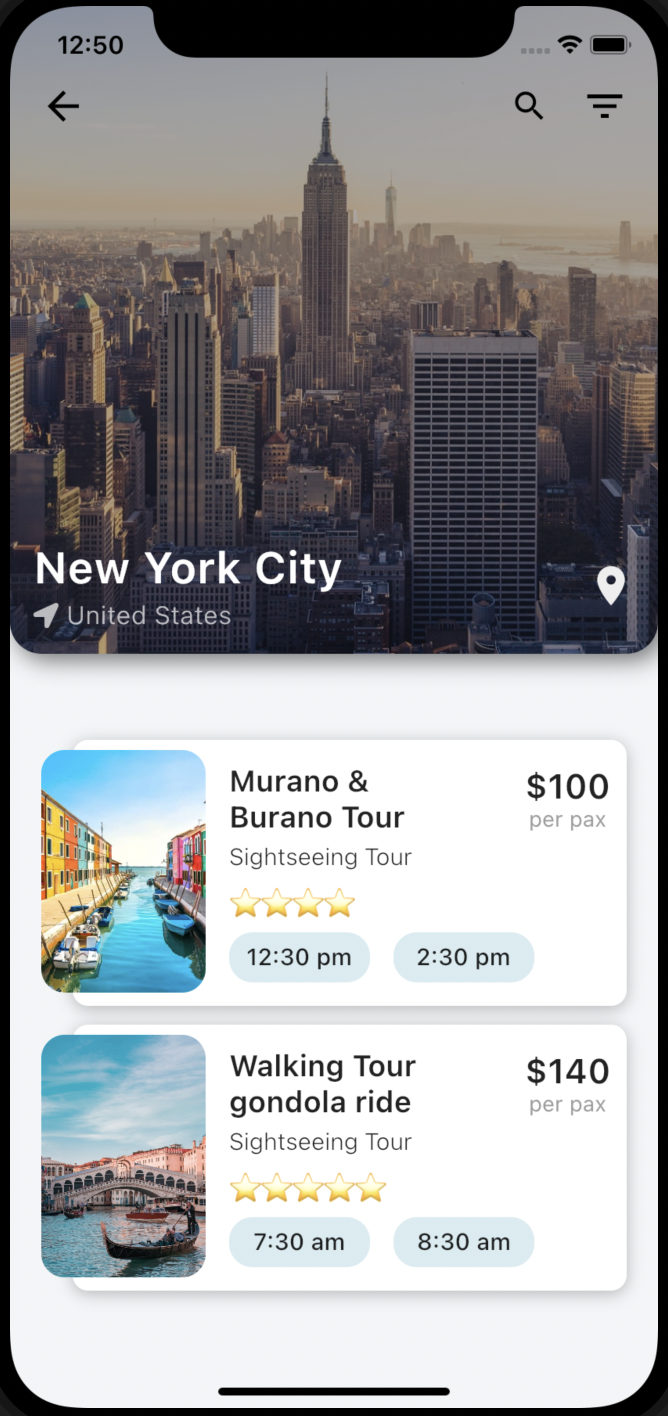 12:50
New York City
United States
Murano &
Burano Tour
$100
per pax
Sightseeing Tour
12:30 pm
2:30 pm
Walking Tour
gondola ride
$140
per pax
Sightseeing Tour
7:30 am
8:30 am